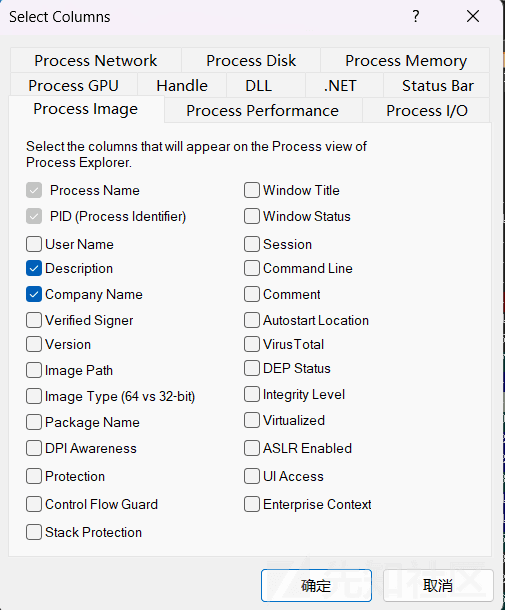 Select Columns
Process Network
Process Disk
Process Memory
Process GPU
Handle
DLL
.NET
Status Bar
Process Image
Process Performance
Process I/O
Select the columns that will appear on the Process view of
Process Explorer.
Process Name
PID (Process Identifier)
User Name
Description
Company Name
Verified Signer
Version
Image Path
Image Type (64 vs 32-bit)
Package Name
DPI Awareness
Protection
Control Flow Guard
Stack Protection
Window Title
Window Status
Session
Command Line
Comment
Autostart Location
VirusTotal
DEP Status
Integrity Level
Virtualized
ASLR Enabled
UI Access
Enterprise Context
确定
取消
先知社区